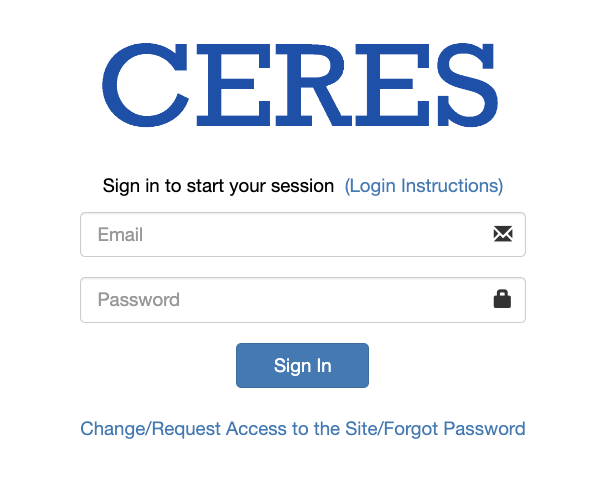 CERES
Sign in to start your session (Login Instructions)
Email
Password
Sign In
Change/Request Access to the Site/Forgot Password